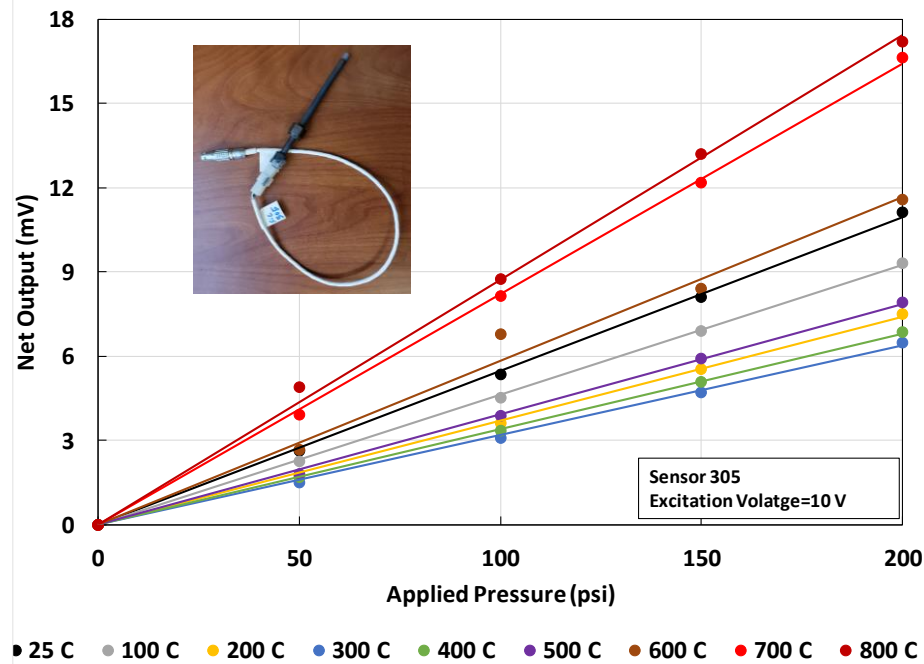 18
15
12
9
6
3
0
Net Output (mV)
Sensor 305
Excitation Volatge=10 V
0 50 100 150 200
Applied Pressure (psi)
25 C 100 C 200 C 300 C 400 C 500 C 600 C 700 C 800 C